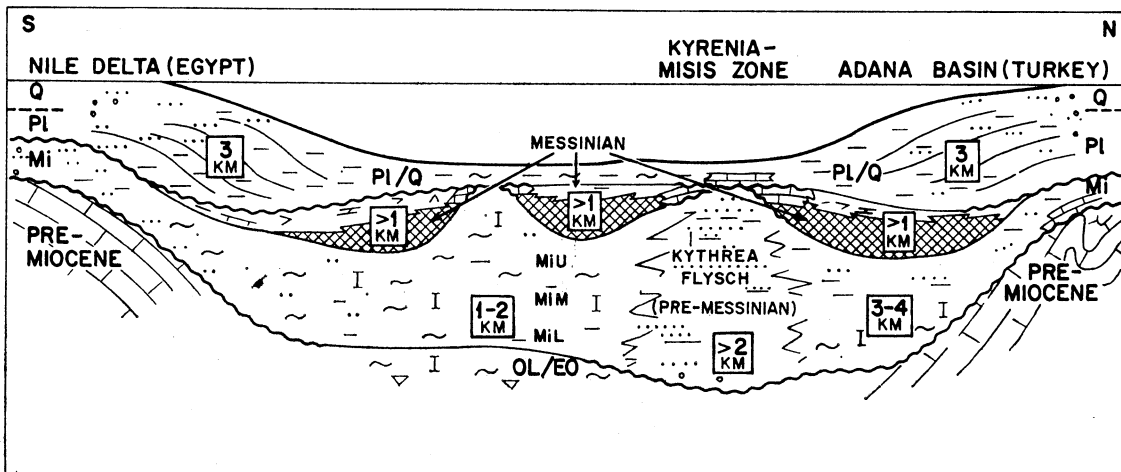 S
N
NILE DELTA (EGYPT)
KYRENIA-
MISIS ZONE
ADANA BASIN (TURKEY)
Q
Q
Pl
Pl
Mi
Mi
3
KM
MESSINIAN
3
KM
Pl/Q
Pl/Q
>1
KM
>1
KM
>1
KM
PRE-
MIOCENE
MiU
KYTHREA
FLYSCH
(PRE-MESSINIAN)
PRE-
MIOCENE
1-2
KM
MiM
3-4
KM
MiL
>2
KM
OL/EO